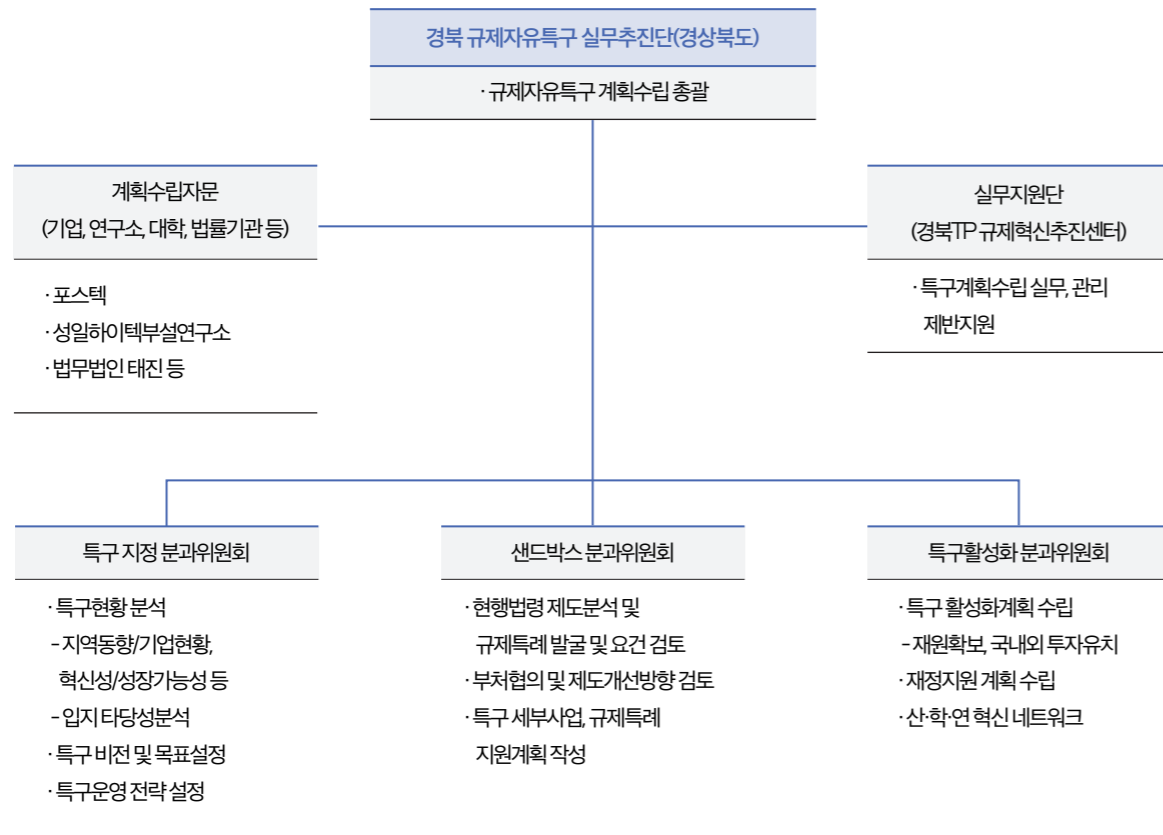 경북 규제자유특구 실무추진단(경상북도)
· 규제자유특구 계획수립 총괄
계획수립자문
(기업, 연구소, 대학, 법률기관 등)
· 포스텍
· 성일하이텍부설연구소
· 법무법인 태진 등
실무지원단
(경북TP 규제혁신추진센터)
· 특구계획수립 실무, 관리
제반지원
특구 지정 분과위원회
· 특구현황 분석
- 지역동향/기업현황,
혁신성/성장가능성 등
- 입지 타당성분석
· 특구 비전 및 목표설정
· 특구운영 전략 설정
샌드박스 분과위원회
· 현행법령 제도분석 및
규제특례 발굴 및 요건 검토
· 부처협의 및 제도개선방향 검토
· 특구 세부사업, 규제특례
지원계획 작성
특구활성화 분과위원회
· 특구 활성화계획 수립
- 재원확보, 국내외 투자유치
· 재정지원 계획 수립
· 산·학·연 혁신 네트워크